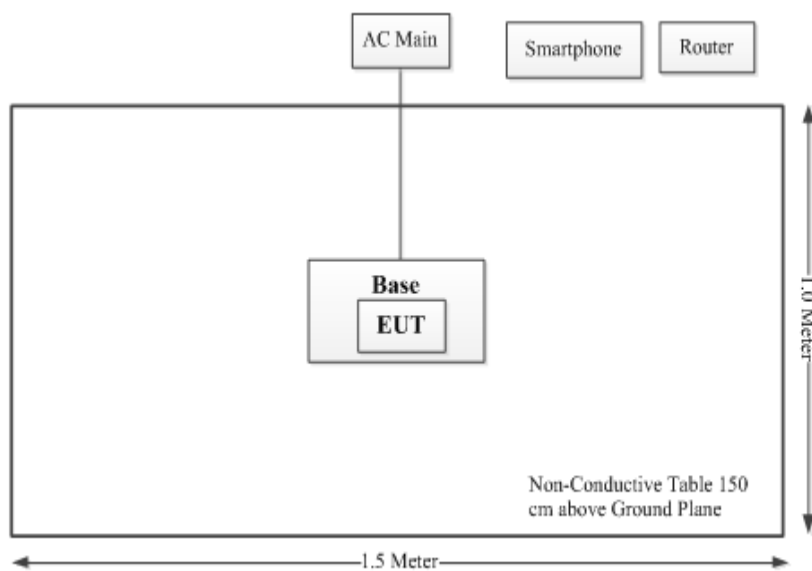 AC Main
Smartphone
Router
Base
EUT
1.0 Meter
Non-Conductive Table 150
cm above Ground Plane
1.5 Meter